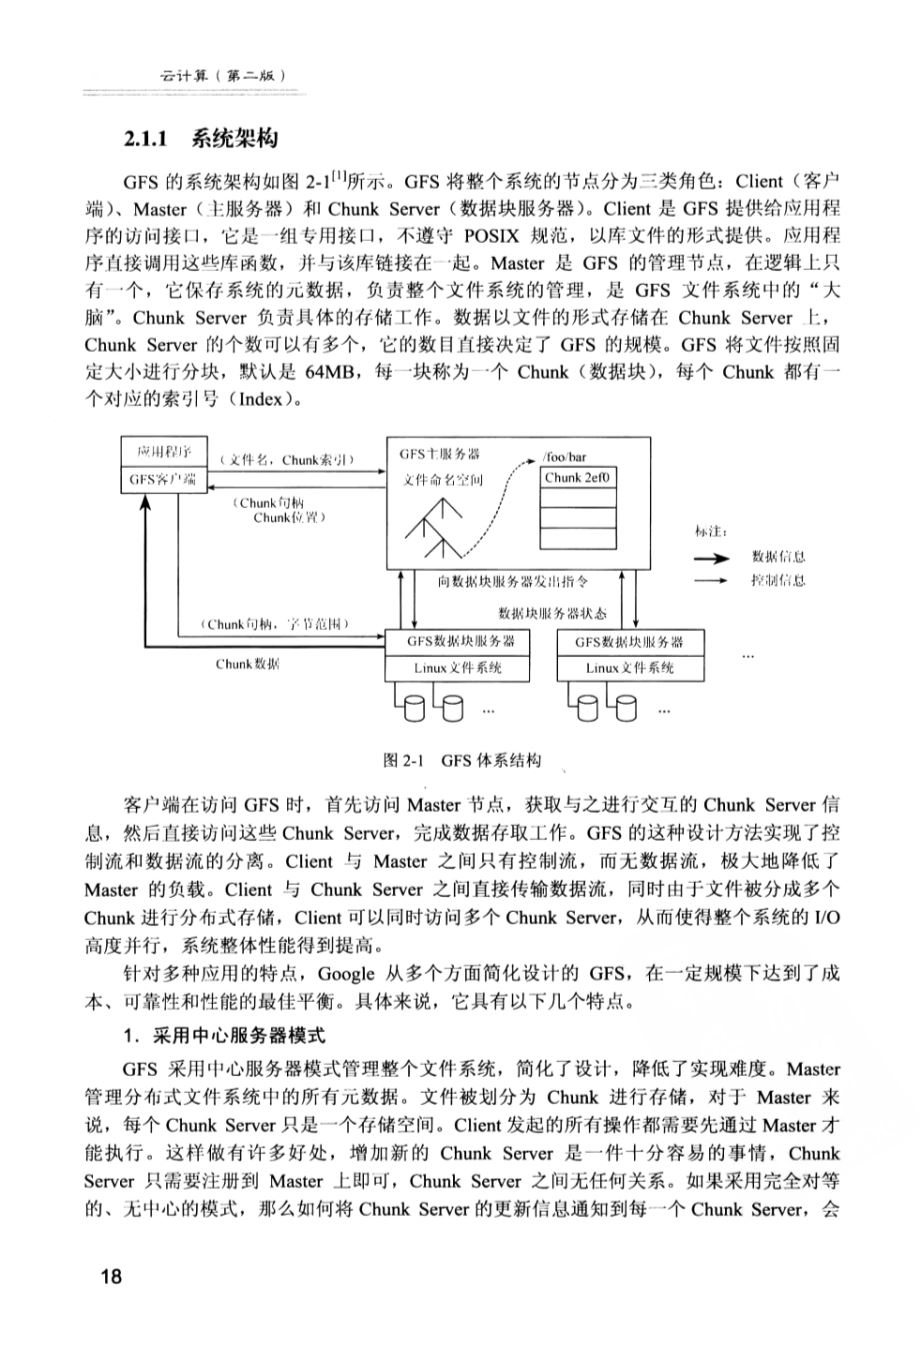 云计算（第二版）
2.1.1 系统架构
GFS 的系统架构如图 2-1[1]所示。GFS 将整个系统的节点分为三类角色：Client（客户
端）、Master（主服务器）和 Chunk Server（数据块服务器）。Client 是 GFS 提供给应用程
序的访问接口，它是一组专用接口，不遵守 POSIX 规范，以库文件的形式提供。应用程
序直接调用这些库函数，并与该库链接在一起。Master 是 GFS 的管理节点，在逻辑上只
有一个，它保存系统的元数据，负责整个文件系统的管理，是 GFS 文件系统中的“大
脑”。Chunk Server 负责具体的存储工作。数据以文件的形式存储在 Chunk Server 上，
Chunk Server 的个数可以有多个，它的数目直接决定了 GFS 的规模。GFS 将文件按照固
定大小进行分块，默认是 64MB，每一块称为一个 Chunk（数据块），每个 Chunk 都有一
个对应的索引号（Index）。
应用程序
GFS客户端
（文件名，Chunk索引）
（Chunk句柄
Chunk位置）
GFS主服务器
文件命名空间
/foo/bar
Chunk 2ef0
标注：
数据信息
控制信息
向数据块服务器发出指令
数据块服务器状态
（Chunk句柄，字节范围）
Chunk数据
GFS数据块服务器
Linux文件系统
...
GFS数据块服务器
Linux文件系统
...
...
图 2-1 GFS 体系结构
客户端在访问 GFS 时，首先访问 Master 节点，获取与之进行交互的 Chunk Server 信
息，然后直接访问这些 Chunk Server，完成数据存取工作。GFS 的这种设计方法实现了控
制流和数据流的分离。Client 与 Master 之间只有控制流，而无数据流，极大地降低了
Master 的负载。Client 与 Chunk Server 之间直接传输数据流，同时由于文件被分成多个
Chunk 进行分布式存储，Client 可以同时访问多个 Chunk Server，从而使得整个系统的 I/O
高度并行，系统整体性能得到提高。
针对多种应用的特点，Google 从多个方面简化设计的 GFS，在一定规模下达到了成
本、可靠性和性能的最佳平衡。具体来说，它具有以下几个特点。
1．采用中心服务器模式
GFS 采用中心服务器模式管理整个文件系统，简化了设计，降低了实现难度。Master
管理分布式文件系统中的所有元数据。文件被划分为 Chunk 进行存储，对于 Master 来
说，每个 Chunk Server 只是一个存储空间。Client 发起的所有操作都需要先通过 Master 才
能执行。这样做有许多好处，增加新的 Chunk Server 是一件十分容易的事情，Chunk
Server 只需要注册到 Master 上即可，Chunk Server 之间无任何关系。如果采用完全对等
的、无中心的模式，那么如何将 Chunk Server 的更新信息通知到每一个 Chunk Server，会
18